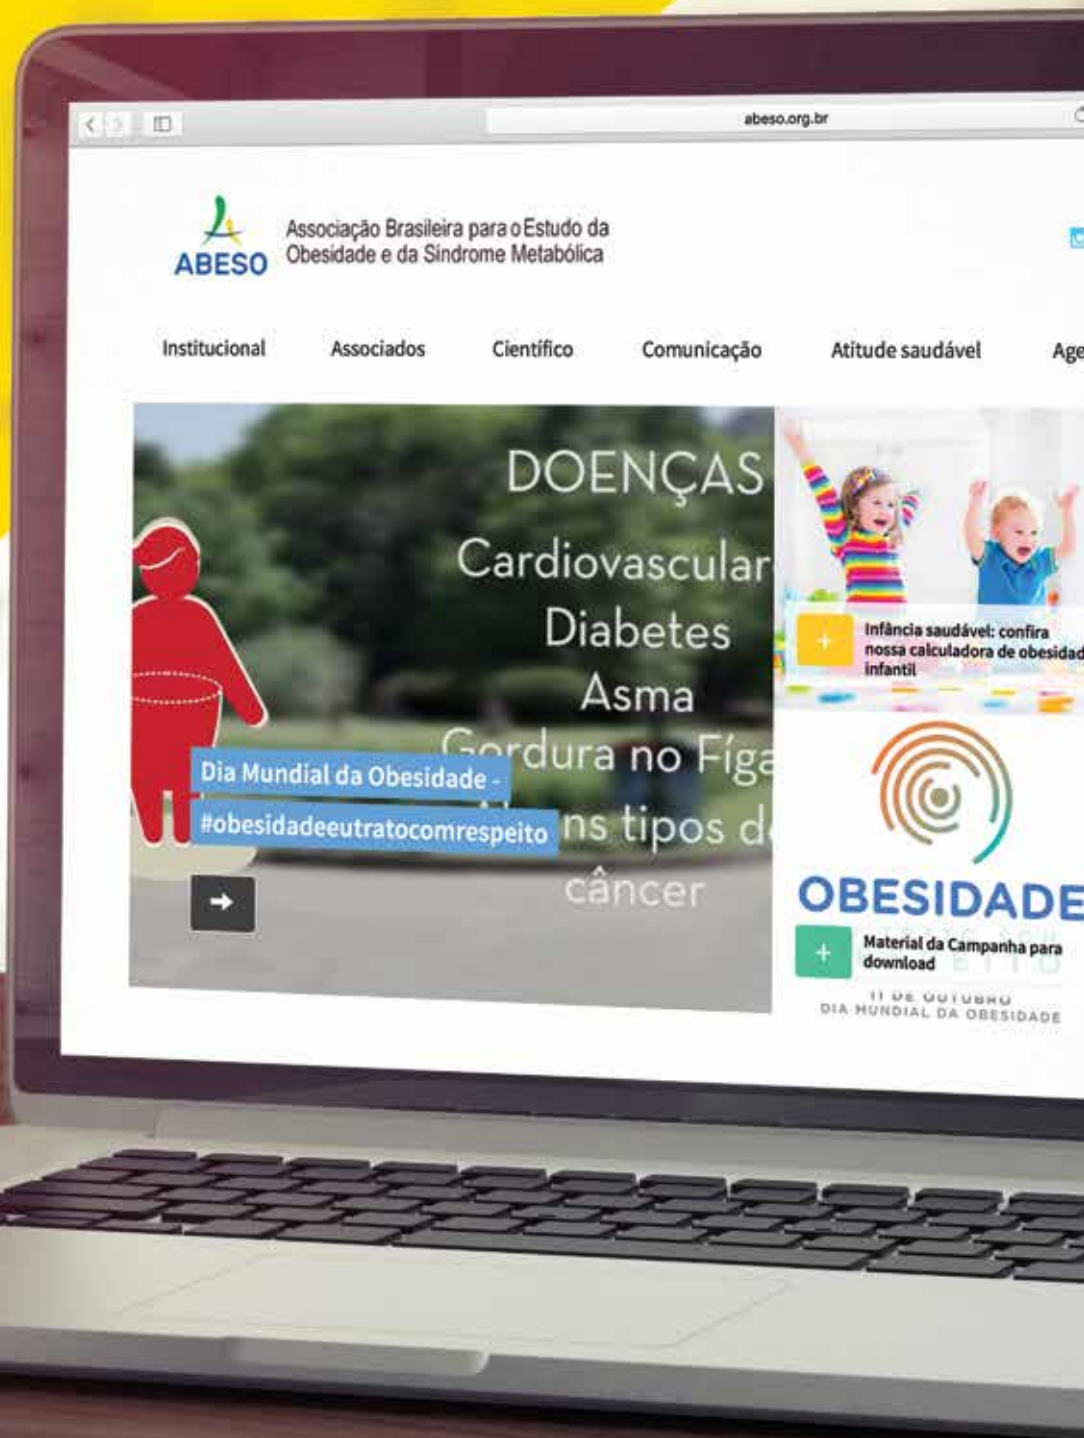 abeso.org.br
ABESO
Associação Brasileira para o Estudo da
Obesidade e da Síndrome Metabólica
Institucional Associados Científico Comunicação Atitude saudável Age
DOENÇAS
Cardiovascular
Diabetes
Asma
Gordura no Fíga
ns tipos d
câncer
Dia Mundial da Obesidade -
#obesidadeeutratocomrespeito
Infância saudável: confira
nossa calculadora de obesidad
infantil
OBESIDADE
Material da Campanha para
download
11 DE OUTUBRO
DIA MUNDIAL DA OBESIDADE